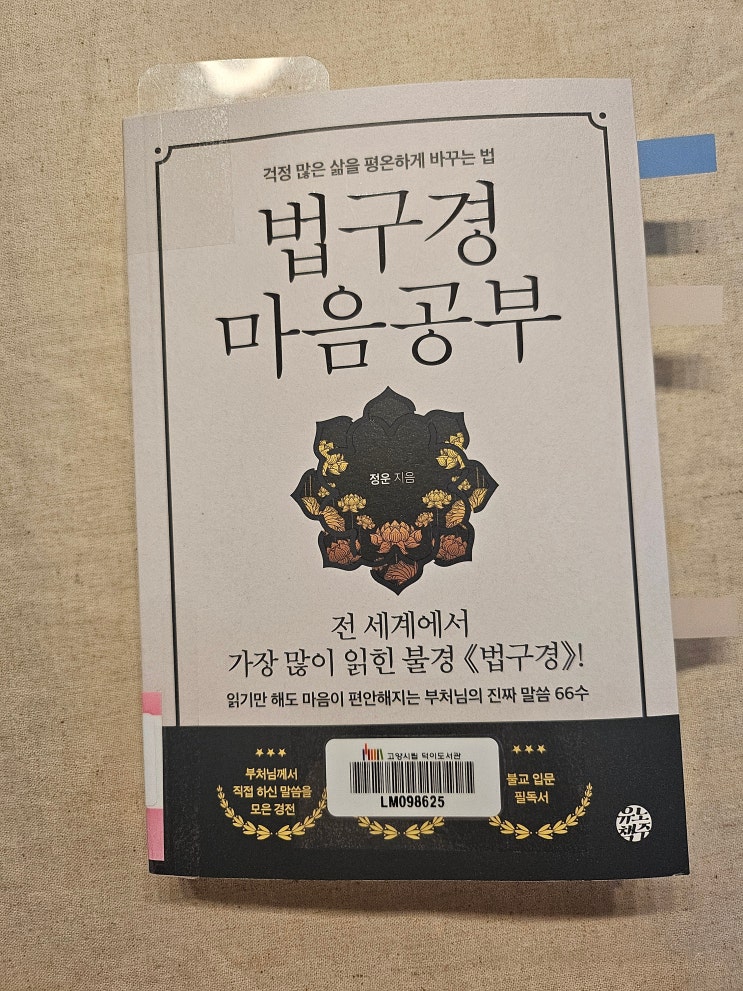 걱정 많은 삶을 평온하게 바꾸는 법
법구경
마음공부
정운 지음
전 세계에서
가장 많이 읽힌 불경 《법구경》!
읽기만 해도 마음이 편안해지는 부처님의 진짜 말씀 66수
★★★
부처님께서
직접 하신 말씀을
모은 경전
고양시립 덕이도서관
LM098625
★★★
불교 입문
필독서
유노
책주